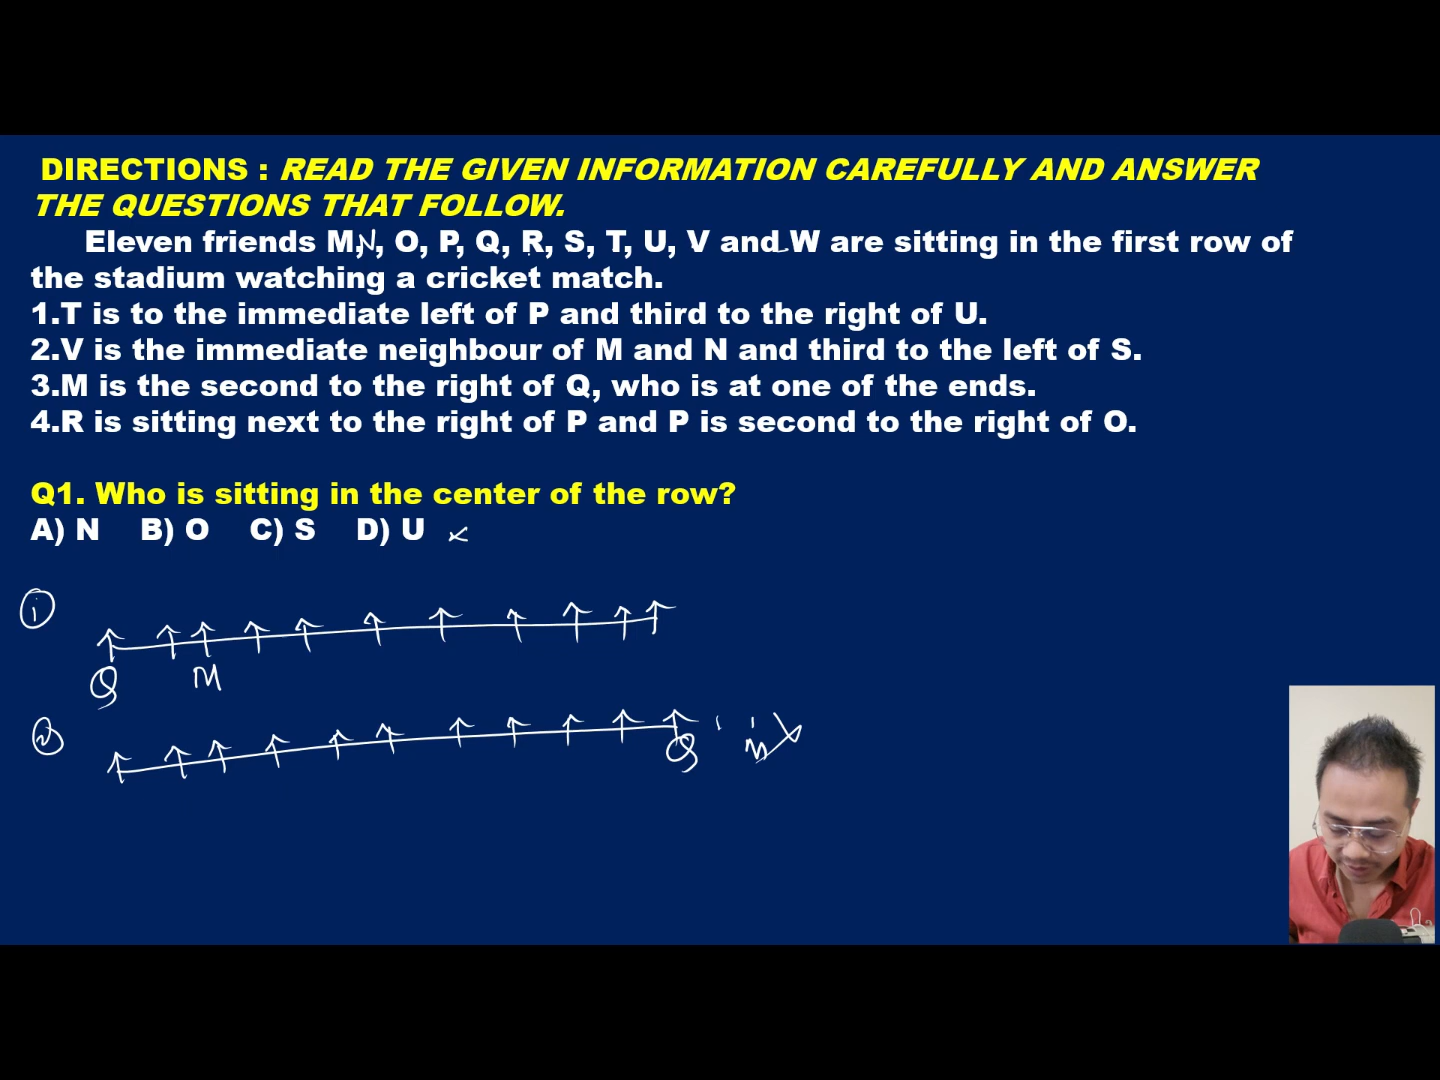 DIRECTIONS : READ THE GIVEN INFORMATION CAREFULLY AND ANSWER
THE QUESTIONS THAT FOLLOW.
Eleven friends M,N, O, P, Q, R, S, T, U, V and W are sitting in the first row of
the stadium watching a cricket match.
1.T is to the immediate left of P and third to the right of U.
2.V is the immediate neighbour of M and N and third to the left of S.
3.M is the second to the right of Q, who is at one of the ends.
4.R is sitting next to the right of P and P is second to the right of O.
Q1. Who is sitting in the center of the row?
A) N B) O C) S D) U
1
Q M
2
Q